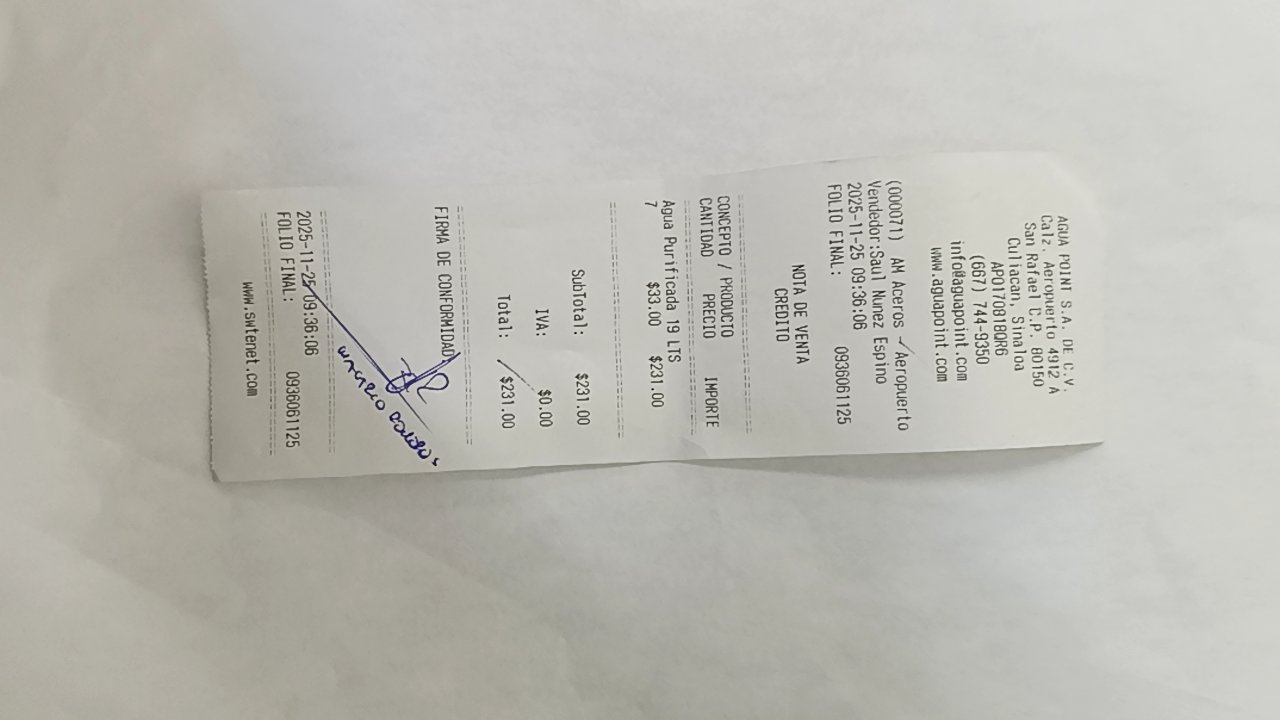 AGUA POINT S.A. DE C.V.
Calz. Aeropuerto 4912 A
San Rafael C.P. 80150
Culiacan, Sinaloa
APO170818QR6
(667) 744-9350
info@aguapoint.com
www.aguapoint.com
(000071) AM Aceros - Aeropuerto
Vendedor:Saul Nunez Espino
2025-11-25 09:36:06
FOLIO FINAL: 0936061125
NOTA DE VENTA
CREDITO
CONCEPTO / PRODUCTO
CANTIDAD PRECIO IMPORTE
Agua Purificada 19 LTS
7 $33.00 $231.00
SubTotal: $231.00
IVA: $0.00
Total: $231.00
FIRMA DE CONFORMIDAD
2025-11-25 09:36:06
FOLIO FINAL: 0936061125
www.swtenet.com